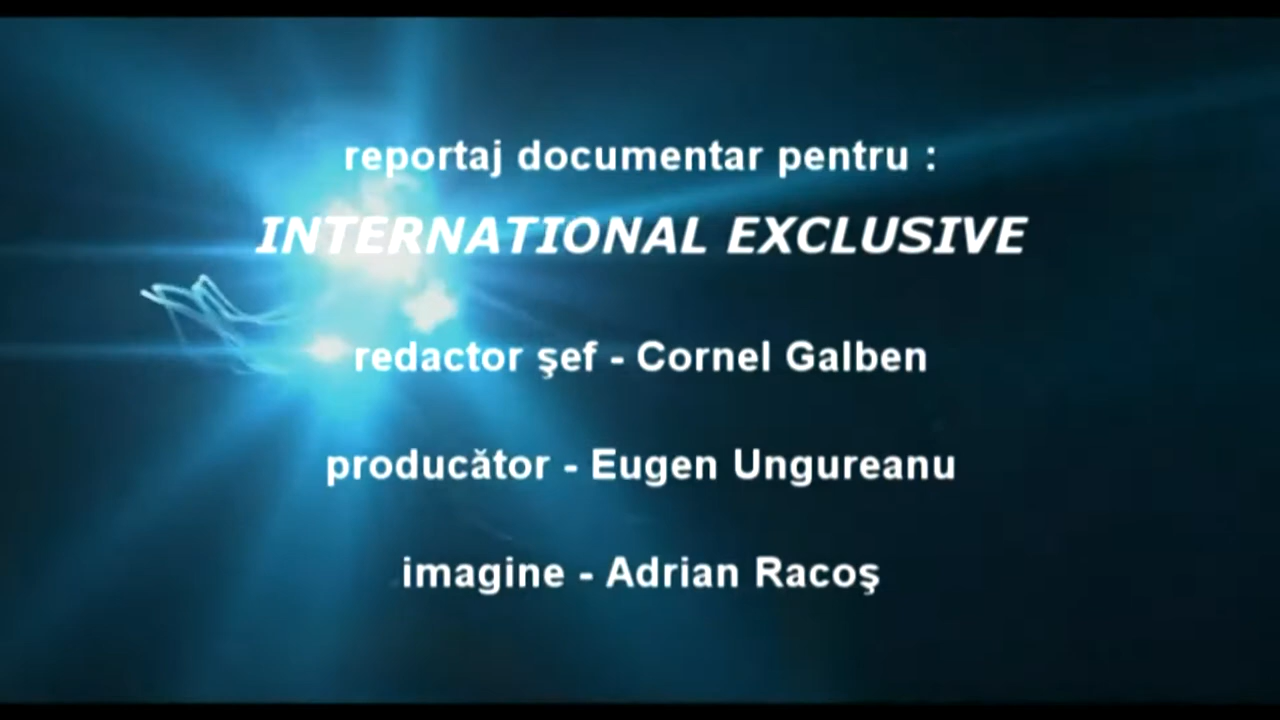 reportaj documentar pentru :
INTERNATIONAL EXCLUSIVE
redactor şef - Cornel Galben
producător - Eugen Ungureanu
imagine - Adrian Racoş